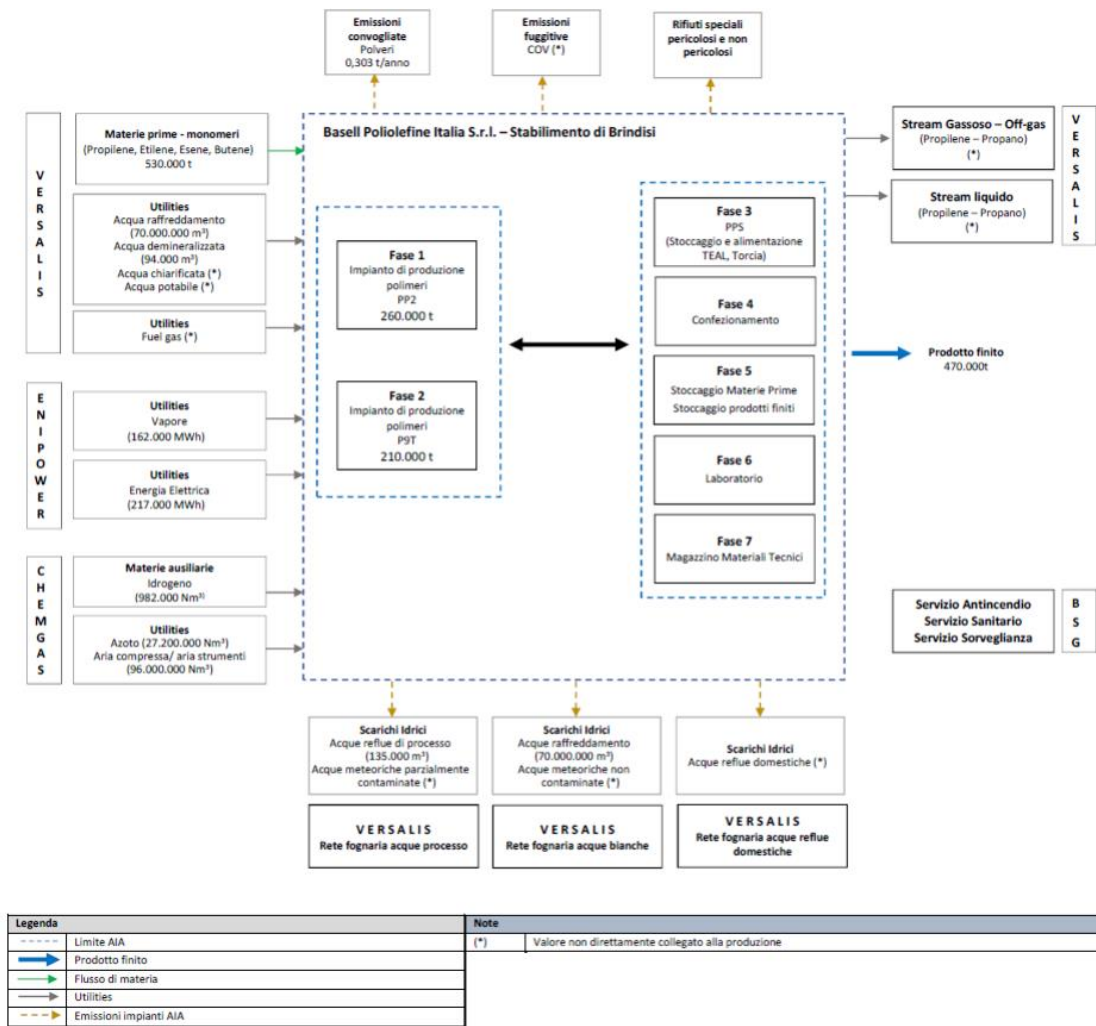 Emissioni
convogliate
Polveri
0,303 t/anno
Emissioni
fuggitive
COV (*)
Rifiuti speciali
pericolosi e non
pericolosi
VERSALIS
Materie prime - monomeri
(Propilene, Etilene, Esene, Butene)
530.000 t
Utilities
Acqua raffreddamento
(70.000.000 m³)
Acqua demineralizzata
(94.000 m³)
Acqua chiarificata (*)
Acqua potabile (*)
Utilities
Fuel gas (*)
ENIPOWER
Utilities
Vapore
(162.000 MWh)
Utilities
Energia Elettrica
(217.000 MWh)
CHEMGAS
Materie ausiliarie
Idrogeno
(982.000 Nm³)
Utilities
Azoto (27.200.000 Nm³)
Aria compressa/ aria strumenti
(96.000.000 Nm³)
Basell Poliolefine Italia S.r.l. – Stabilimento di Brindisi
Fase 1
Impianto di produzione
polimeri
PP2
260.000 t
Fase 2
Impianto di produzione
polimeri
P9T
210.000 t
Fase 3
PPS
(Stoccaggio e alimentazione
TEAL, Torcia)
Fase 4
Confezionamento
Fase 5
Stoccaggio Materie Prime
Stoccaggio prodotti finiti
Fase 6
Laboratorio
Fase 7
Magazzino Materiali Tecnici
Stream Gassoso – Off-gas
(Propilene – Propano)
(*)
Stream liquido
(Propilene – Propano)
(*)
VERSALIS
Prodotto finito
470.000t
Servizio Antincendio
Servizio Sanitario
Servizio Sorveglianza
BSG
Scarichi Idrici
Acque reflue di processo
(135.000 m³)
Acque meteoriche parzialmente
contaminate (*)
Scarichi Idrici
Acque raffreddamento
(70.000.000 m³)
Acque meteoriche non
contaminate (*)
Scarichi Idrici
Acque reflue domestiche (*)
VERSALIS
Rete fognaria acque processo
VERSALIS
Rete fognaria acque bianche
VERSALIS
Rete fognaria acque reflue
domestiche
Legenda
Limite AIA
Prodotto finito
Flusso di materia
Utilities
Emissioni impianti AIA
Note
(*) Valore non direttamente collegato alla produzione